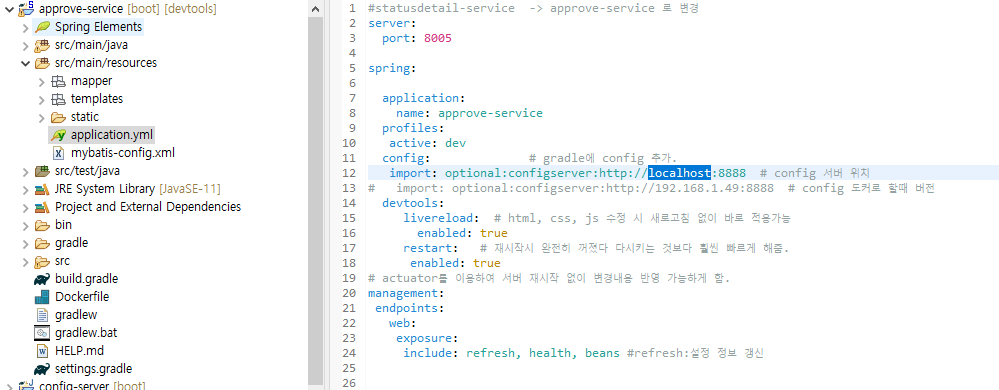 approve-service [boot] [devtools]
Spring Elements
src/main/java
src/main/resources
mapper
templates
static
application.yml
mybatis-config.xml
src/test/java
JRE System Library [JavaSE-11]
Project and External Dependencies
bin
gradle
src
build.gradle
Dockerfile
gradlew
gradlew.bat
HELP.md
settings.gradle
config-server [boot]
1 #statusdetail-service -> approve-service 로 변경
2 server:
3 port: 8005
4
5 spring:
6
7 application:
8 name: approve-service
9 profiles:
10 active: dev
11 config: # gradle에 config 추가.
12 import: optional:configserver:http://localhost:8888 # config 서버 위치
13 # import: optional:configserver:http://192.168.1.49:8888 # config 도커로 할때 버전
14 devtools:
15 livereload: # html, css, js 수정 시 새로고침 없이 바로 적용가능
16 enabled: true
17 restart: # 재시작시 완전히 꺼졌다 다시키는 것보다 훨씬 빠르게 해줌.
18 enabled: true
19 # actuator를 이용하여 서버 재시작 없이 변경내용 반영 가능하게 함.
20 management:
21 endpoints:
22 web:
23 exposure:
24 include: refresh, health, beans #refresh:설정 정보 갱신
25
26